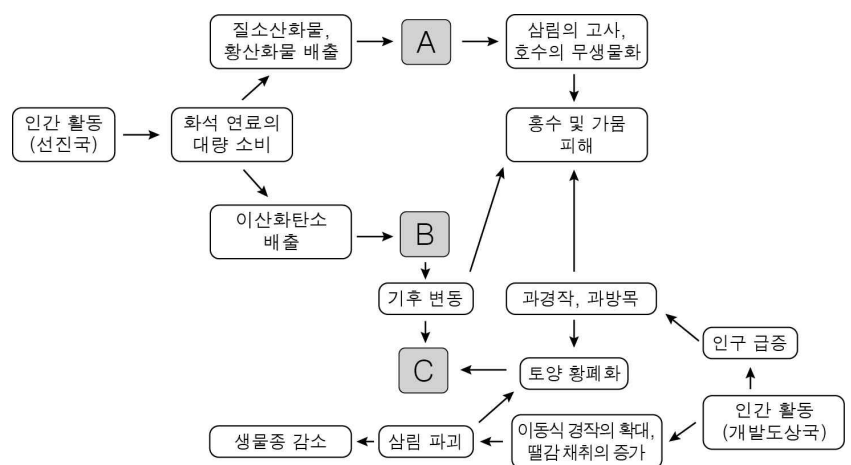 질소산화물,
황산화물 배출
A
삼림의 고사,
호수의 무생물화
인간 활동
(선진국)
화석 연료의
대량 소비
홍수 및 가뭄
피해
이산화탄소
배출
B
기후 변동
과경작, 과방목
인구 급증
C
토양 황폐화
인간 활동
(개발도상국)
생물종 감소
삼림 파괴
이동식 경작의 확대,
땔감 채취의 증가